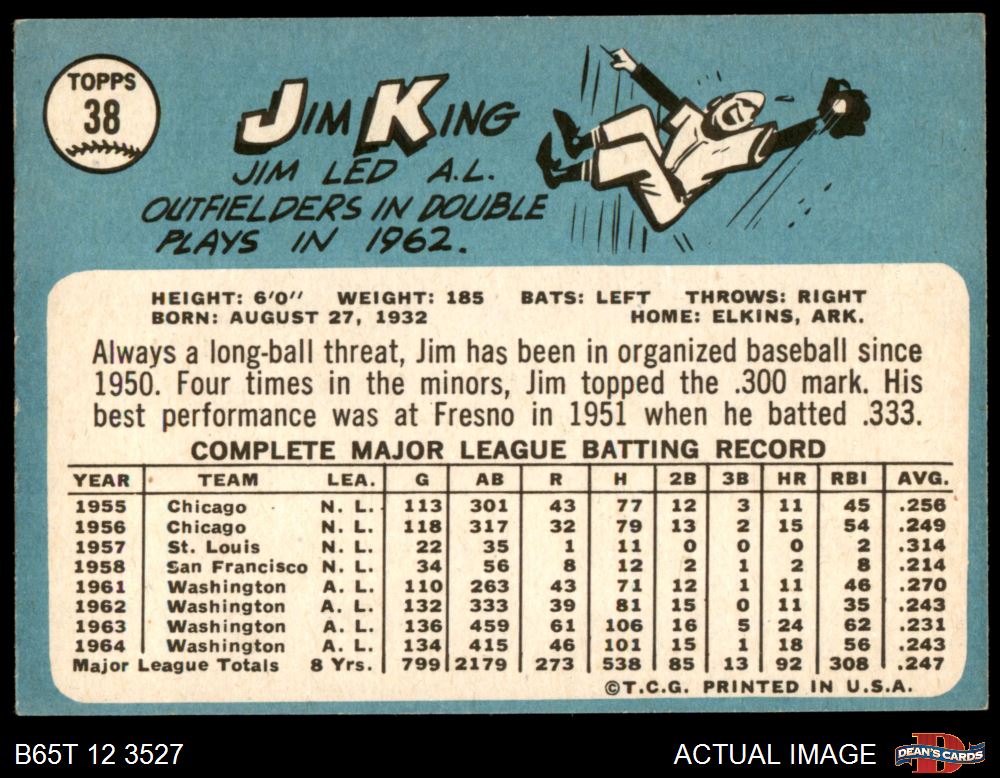 TOPPS
38
JIM KING
JIM LED A.L.
OUTFIELDERS IN DOUBLE
PLAYS IN 1962.
HEIGHT: 6'0" WEIGHT: 185 BATS: LEFT THROWS: RIGHT
BORN: AUGUST 27, 1932 HOME: ELKINS, ARK.
Always a long-ball threat, Jim has been in organized baseball since
1950. Four times in the minors, Jim topped the .300 mark. His
best performance was at Fresno in 1951 when he batted .333.
COMPLETE MAJOR LEAGUE BATTING RECORD
YEAR TEAM LEA. G AB R H 2B 3B HR RBI AVG.
1955 Chicago N. L. 113 301 43 77 12 3 11 45 .256
1956 Chicago N. L. 118 317 32 79 13 2 15 54 .249
1957 St. Louis N. L. 22 35 1 11 0 0 0 2 .314
1958 San Francisco N. L. 34 56 8 12 2 1 2 8 .214
1961 Washington A. L. 110 263 43 71 12 1 11 46 .270
1962 Washington A. L. 132 333 39 81 15 0 11 35 .243
1963 Washington A. L. 136 459 61 106 16 5 24 62 .231
1964 Washington A. L. 134 415 46 101 15 1 18 56 .243
Major League Totals 8 Yrs. 799 2179 273 538 85 13 92 308 .247
©T.C.G. PRINTED IN U.S.A.
B65T 12 3527 ACTUAL IMAGE
D
DEAN'S CARDS